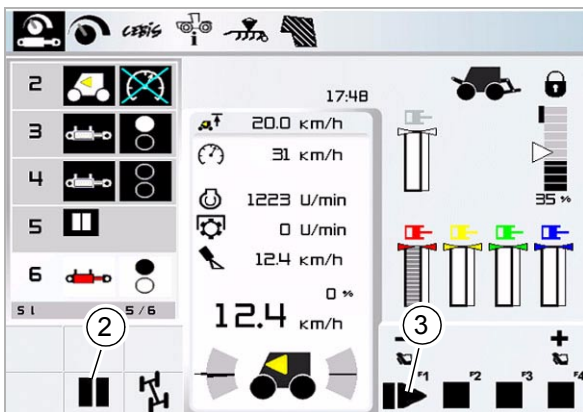 CEBIS
i
17:48
2
20.0 km/h
3
31 km/h
4
1223 U/min
35 %
5
0 U/min
6
12.4 km/h
0 %
S1 5/6
12.4 km/h
2
3
- +
F1 F2 F3 F4